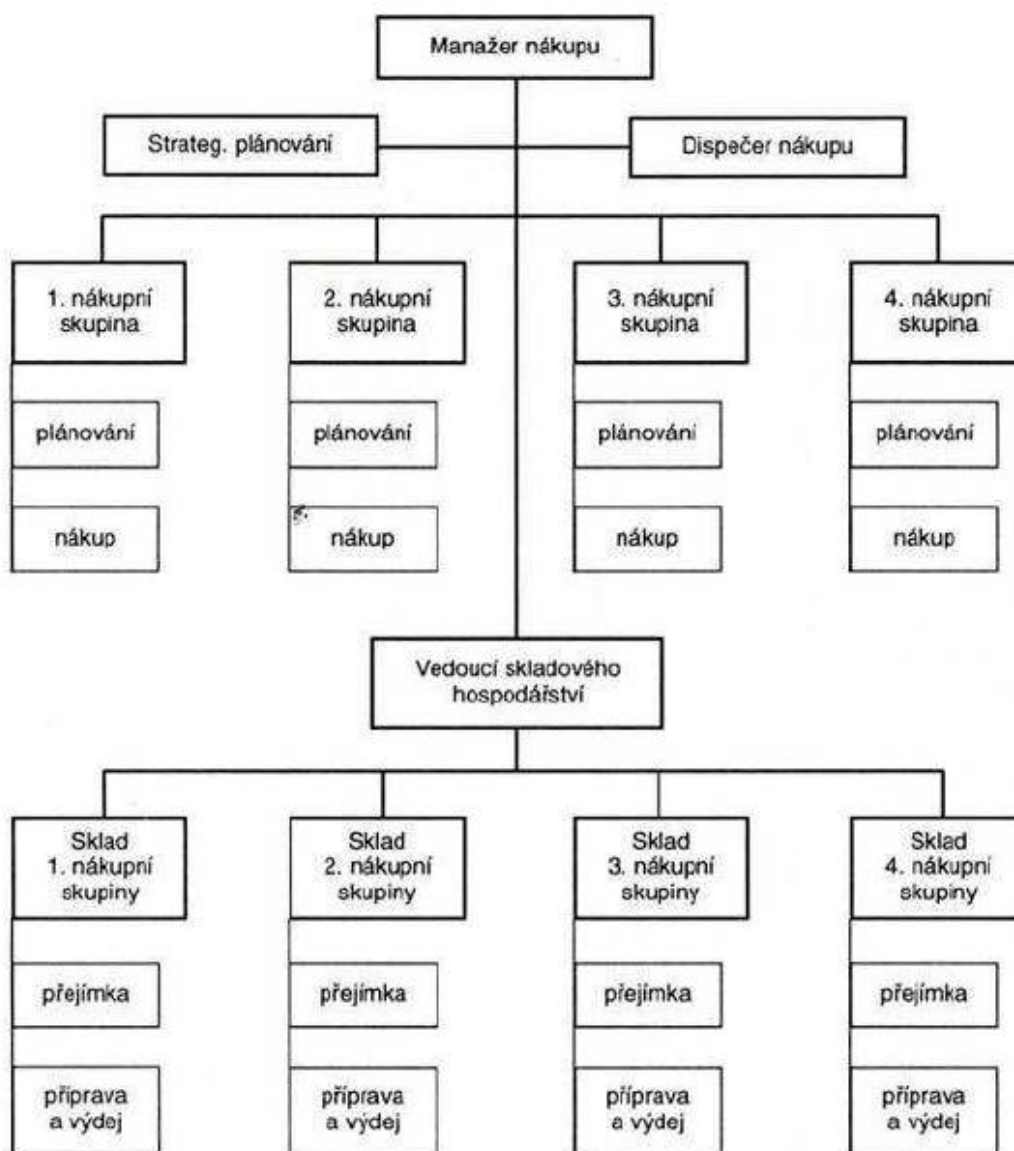 Manažer nákupu
Strateg. plánování
Dispečer nákupu
1. nákupní
skupina
2. nákupní
skupina
3. nákupní
skupina
4. nákupní
skupina
plánování
plánování
plánování
plánování
nákup
nákup
nákup
nákup
Vedoucí skladového
hospodářství
Sklad
1. nákupní
skupiny
Sklad
2. nákupní
skupiny
Sklad
3. nákupní
skupiny
Sklad
4. nákupní
skupiny
přejímka
přejímka
přejímka
přejímka
příprava
a výdej
příprava
a výdej
příprava
a výdej
příprava
a výdej